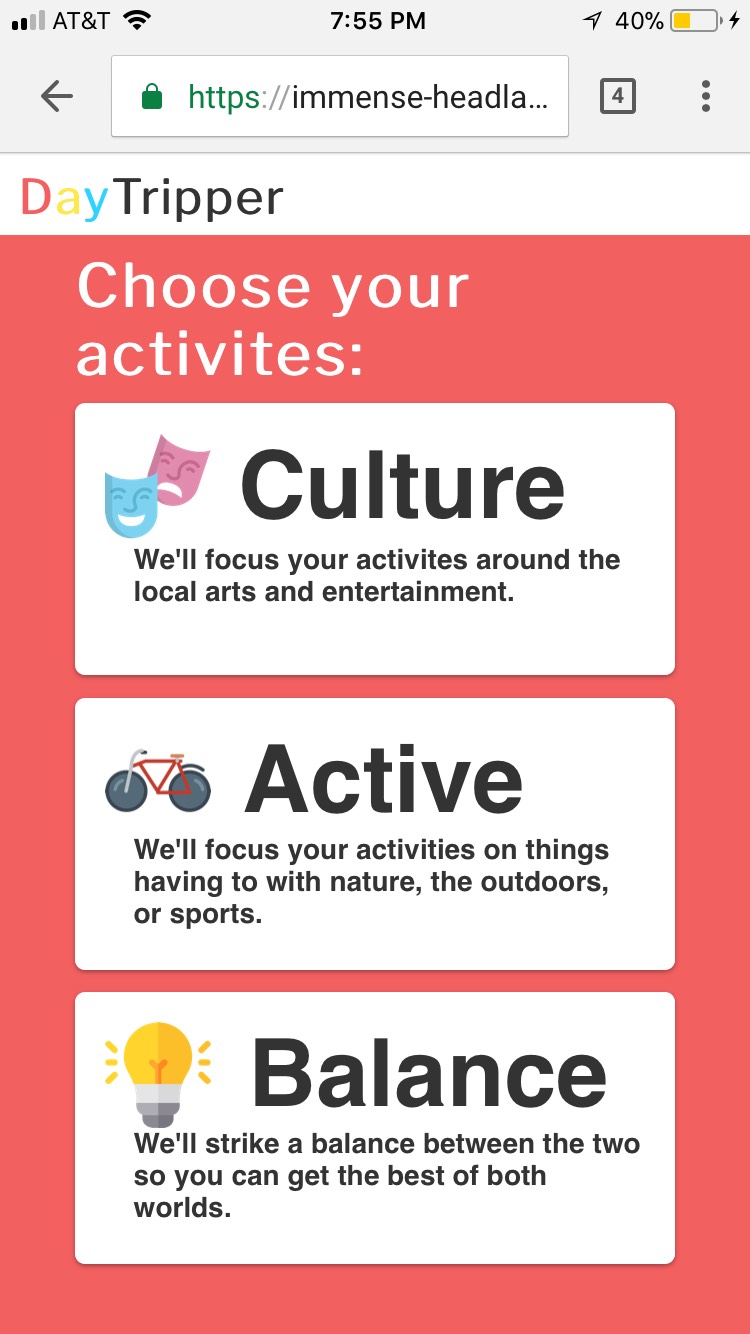 AT&T 7:55 PM 40%
https://immense-headla... 4
DayTripper
Choose your
activites:
Culture
We'll focus your activites around the
local arts and entertainment.
Active
We'll focus your activities on things
having to with nature, the outdoors,
or sports.
Balance
We'll strike a balance between the two
so you can get the best of both
worlds.